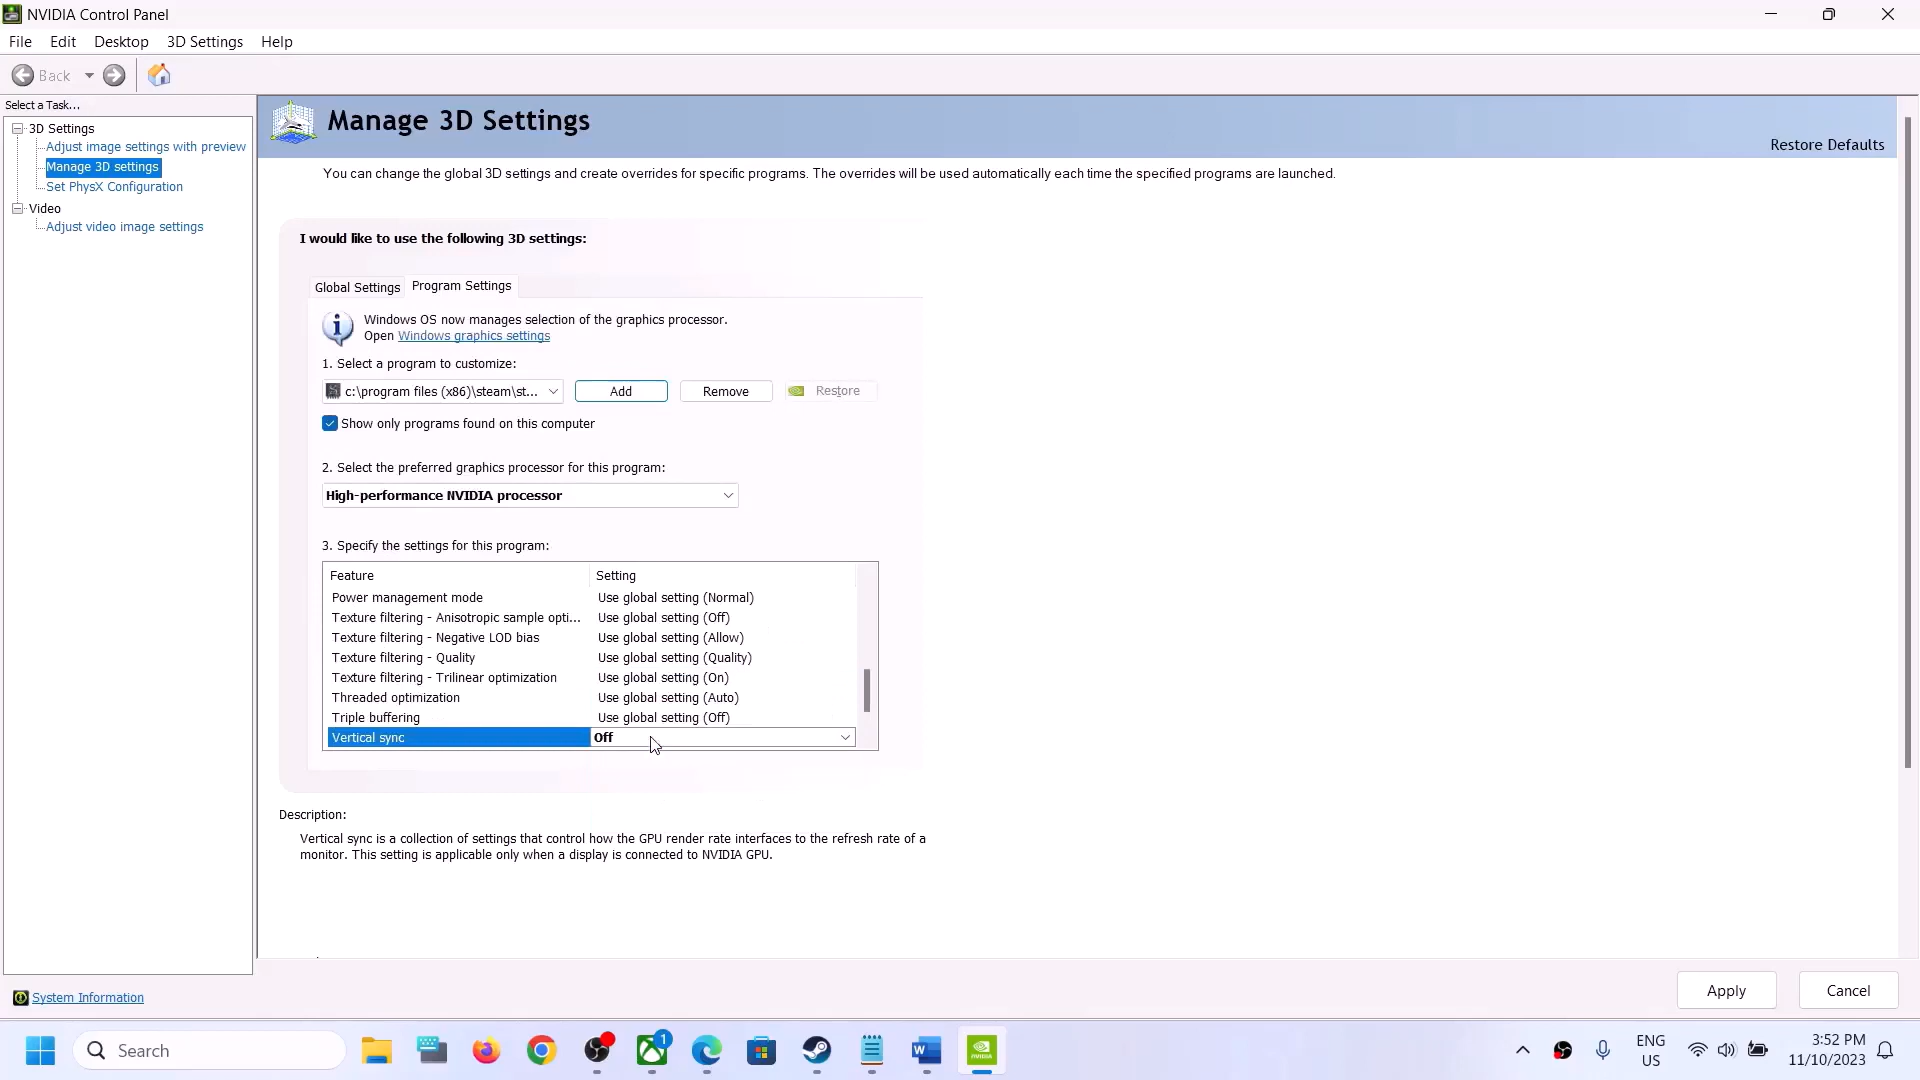 NVIDIA Control Panel
File Edit Desktop 3D Settings Help
Back
Select a Task...
3D Settings
Adjust image settings with preview
Manage 3D settings
Set PhysX Configuration
Video
Adjust video image settings
System Information
Manage 3D Settings
Restore Defaults
You can change the global 3D settings and create overrides for specific programs. The overrides will be used automatically each time the specified programs are launched.
I would like to use the following 3D settings:
Global Settings Program Settings
Windows OS now manages selection of the graphics processor.
Open Windows graphics settings
1. Select a program to customize:
c:\program files (x86)\steam\st... Add Remove Restore
Show only programs found on this computer
2. Select the preferred graphics processor for this program:
High-performance NVIDIA processor
3. Specify the settings for this program:
Feature Setting
Power management mode Use global setting (Normal)
Texture filtering - Anisotropic sample opti... Use global setting (Off)
Texture filtering - Negative LOD bias Use global setting (Allow)
Texture filtering - Quality Use global setting (Quality)
Texture filtering - Trilinear optimization Use global setting (On)
Threaded optimization Use global setting (Auto)
Triple buffering Use global setting (Off)
Vertical sync Off
Description:
Vertical sync is a collection of settings that control how the GPU render rate interfaces to the refresh rate of a
monitor. This setting is applicable only when a display is connected to NVIDIA GPU.
Apply Cancel
Search
1
ENG
US
3:52 PM
11/10/2023